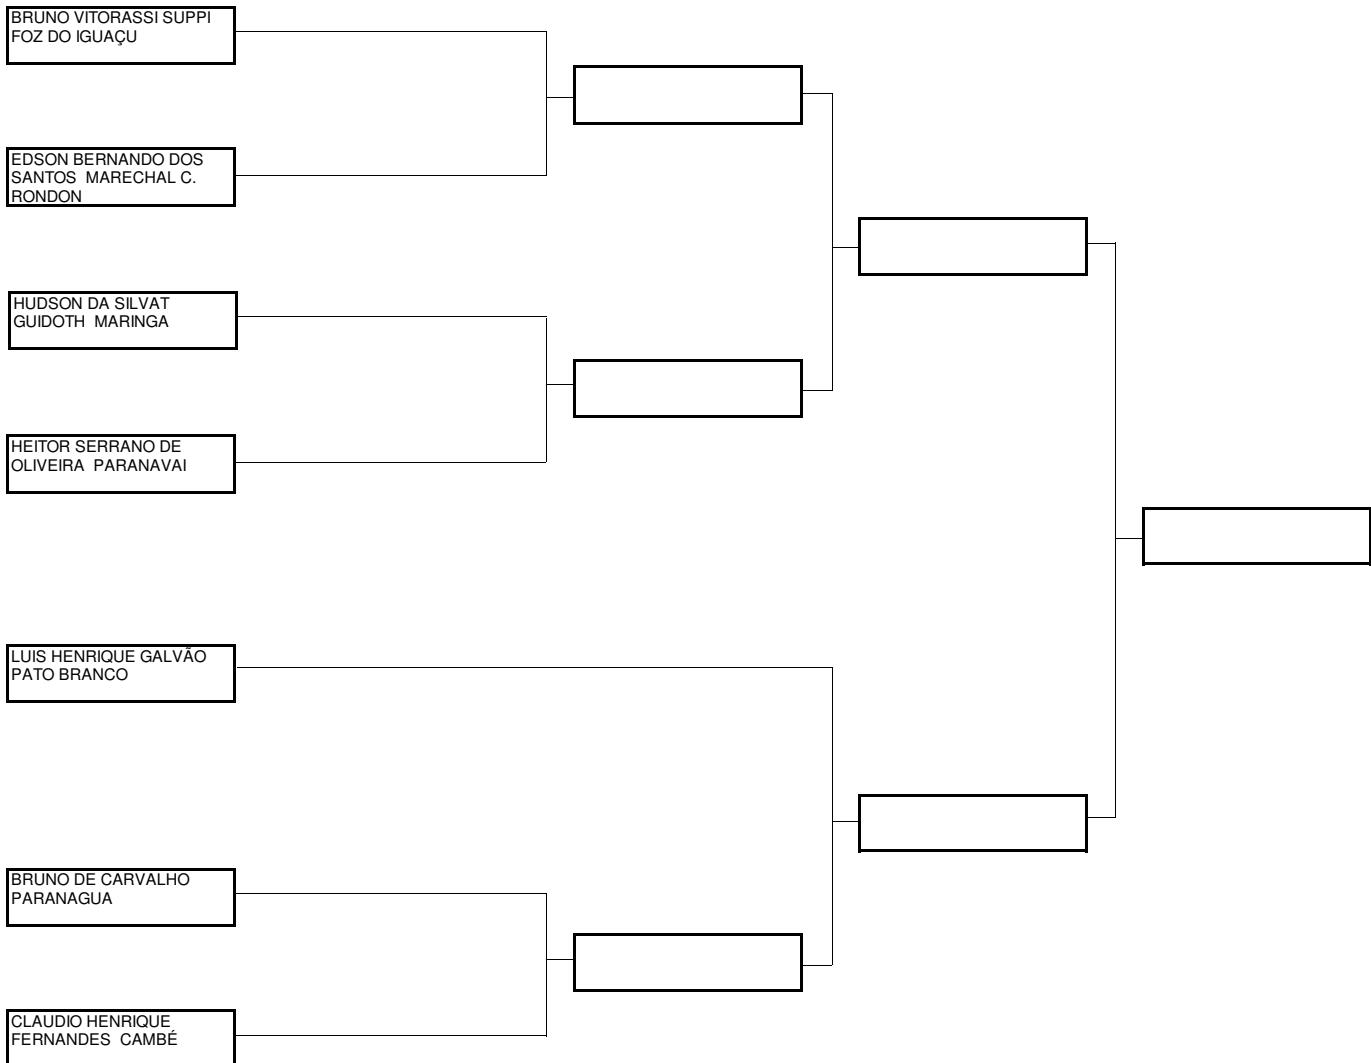 BRUNO VITORASSI SUPPI
FOZ DO IGUAÇU
EDSON BERNANDO DOS
SANTOS MARECHAL C.
RONDON
HUDSON DA SILVAT
GUIDOTH MARINGA
HEITOR SERRANO DE
OLIVEIRA PARANAVAI
LUIS HENRIQUE GALVÃO
PATO BRANCO
BRUNO DE CARVALHO
PARANAGUA
CLAUDIO HENRIQUE
FERNANDES CAMBÉ